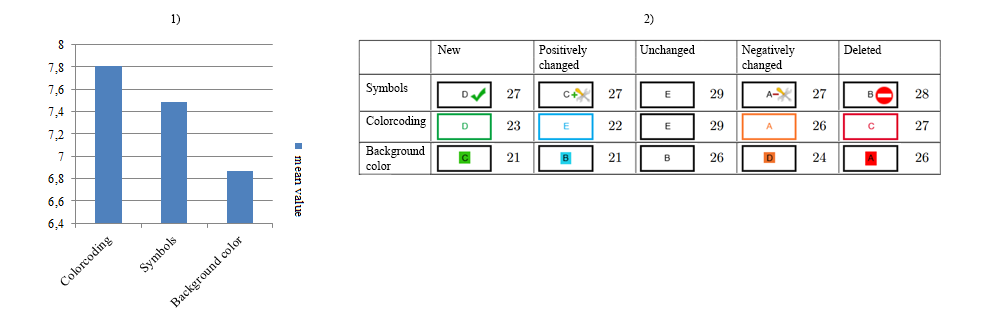 1)
8
7,8
7,6
7,4
7,2
7
6,8
6,6
6,4
Colorcoding
Symbols
Background color
mean value
2)
New Positively changed Unchanged Negatively changed Deleted
Symbols D 27 C+ 27 E 29 A- 27 B 28
Colorcoding D 23 E 22 E 29 A 26 C 27
Background color C 21 B 21 B 26 D 24 A 26